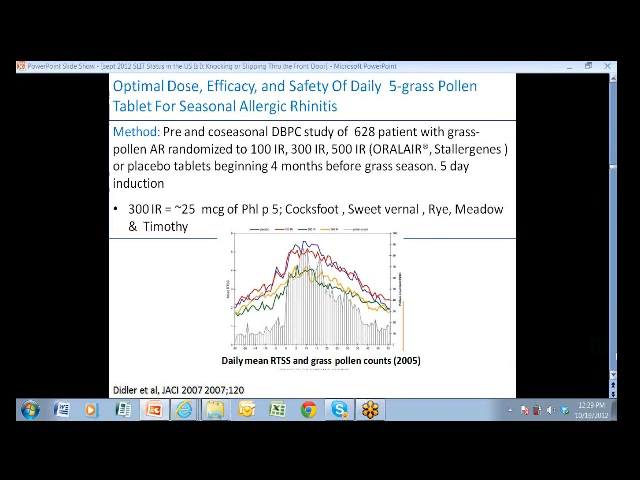 PowerPoint Slide Show - [sept 2012 SLIT Status in the US Is It Knocking or Slipping Thru the Front Door] - Microsoft PowerPoint
Optimal Dose, Efficacy, and Safety Of Daily 5-grass Pollen
Tablet For Seasonal Allergic Rhinitis
Method: Pre and coseasonal DBPC study of 628 patient with grass-
pollen AR randomized to 100 IR, 300 IR, 500 IR (ORALAIR®, Stallergenes )
or placebo tablets beginning 4 months before grass season. 5 day
induction
• 300 IR = ~25 mcg of Phl p 5; Cocksfoot , Sweet vernal , Rye, Meadow
& Timothy
Daily mean RTSS and grass pollen counts (2005)
Didler et al, JACI 2007 2007;120
12:29 PM
10/19/2012